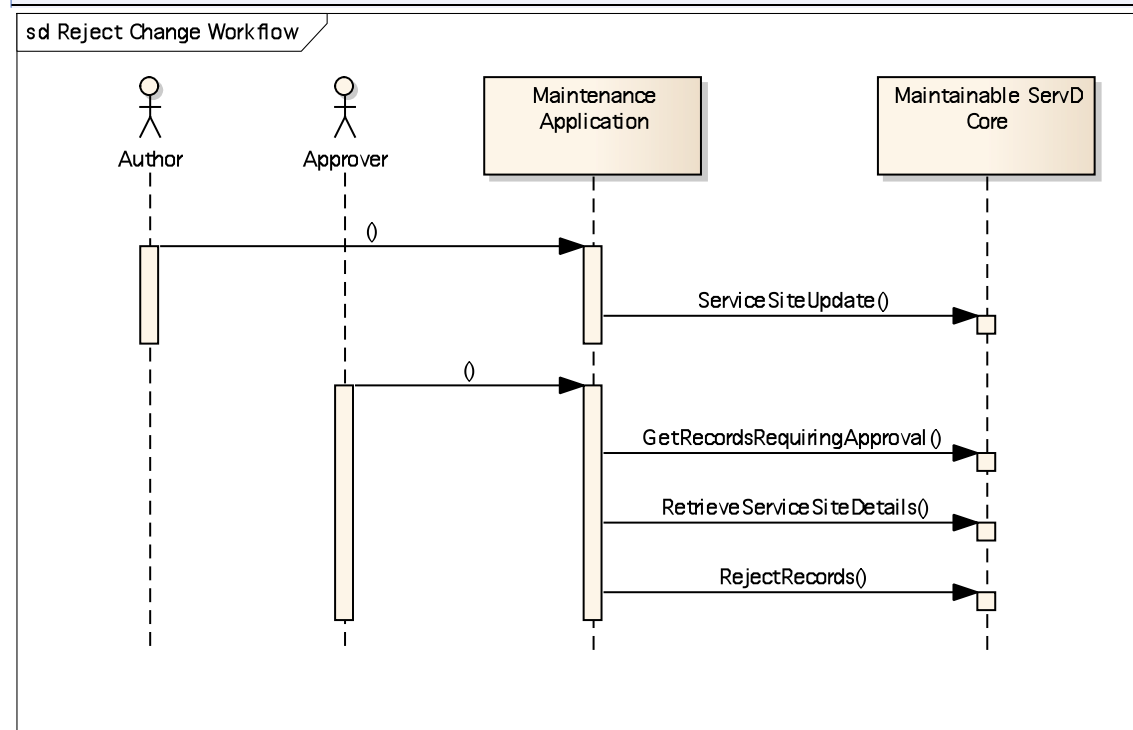 sd Reject Change Workflow
Author
Approver
Maintenance
Application
Maintainable ServD
Core
()
ServiceSiteUpdate()
()
GetRecordsRequiringApproval()
RetrieveServiceSiteDetails()
RejectRecords()